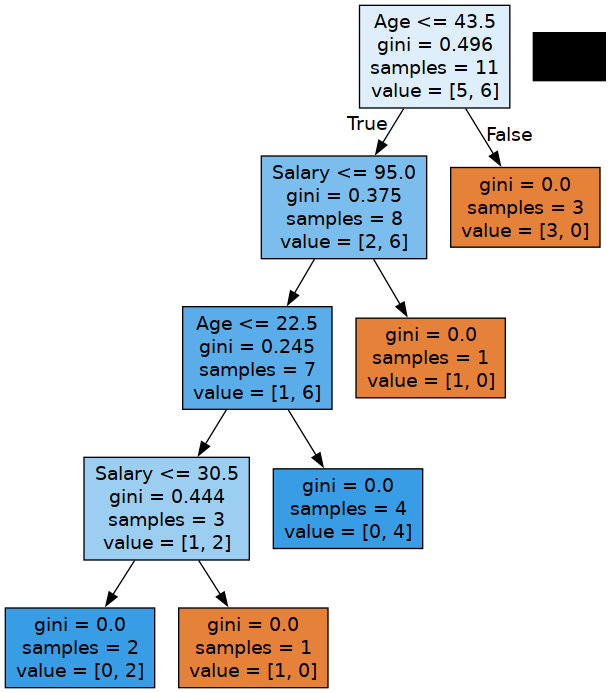 Age <= 43.5
gini = 0.496
samples = 11
value = [5, 6]
True
False
Salary <= 95.0
gini = 0.375
samples = 8
value = [2, 6]
gini = 0.0
samples = 3
value = [3, 0]
Age <= 22.5
gini = 0.245
samples = 7
value = [1, 6]
gini = 0.0
samples = 1
value = [1, 0]
Salary <= 30.5
gini = 0.444
samples = 3
value = [1, 2]
gini = 0.0
samples = 4
value = [0, 4]
gini = 0.0
samples = 2
value = [0, 2]
gini = 0.0
samples = 1
value = [1, 0]